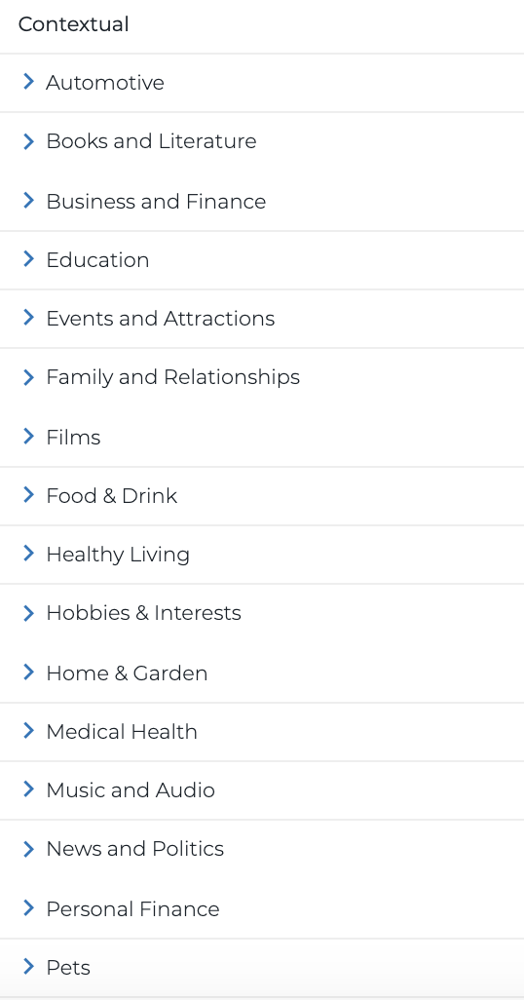 Contextual
Automotive
Books and Literature
Business and Finance
Education
Events and Attractions
Family and Relationships
Films
Food & Drink
Healthy Living
Hobbies & Interests
Home & Garden
Medical Health
Music and Audio
News and Politics
Personal Finance
Pets